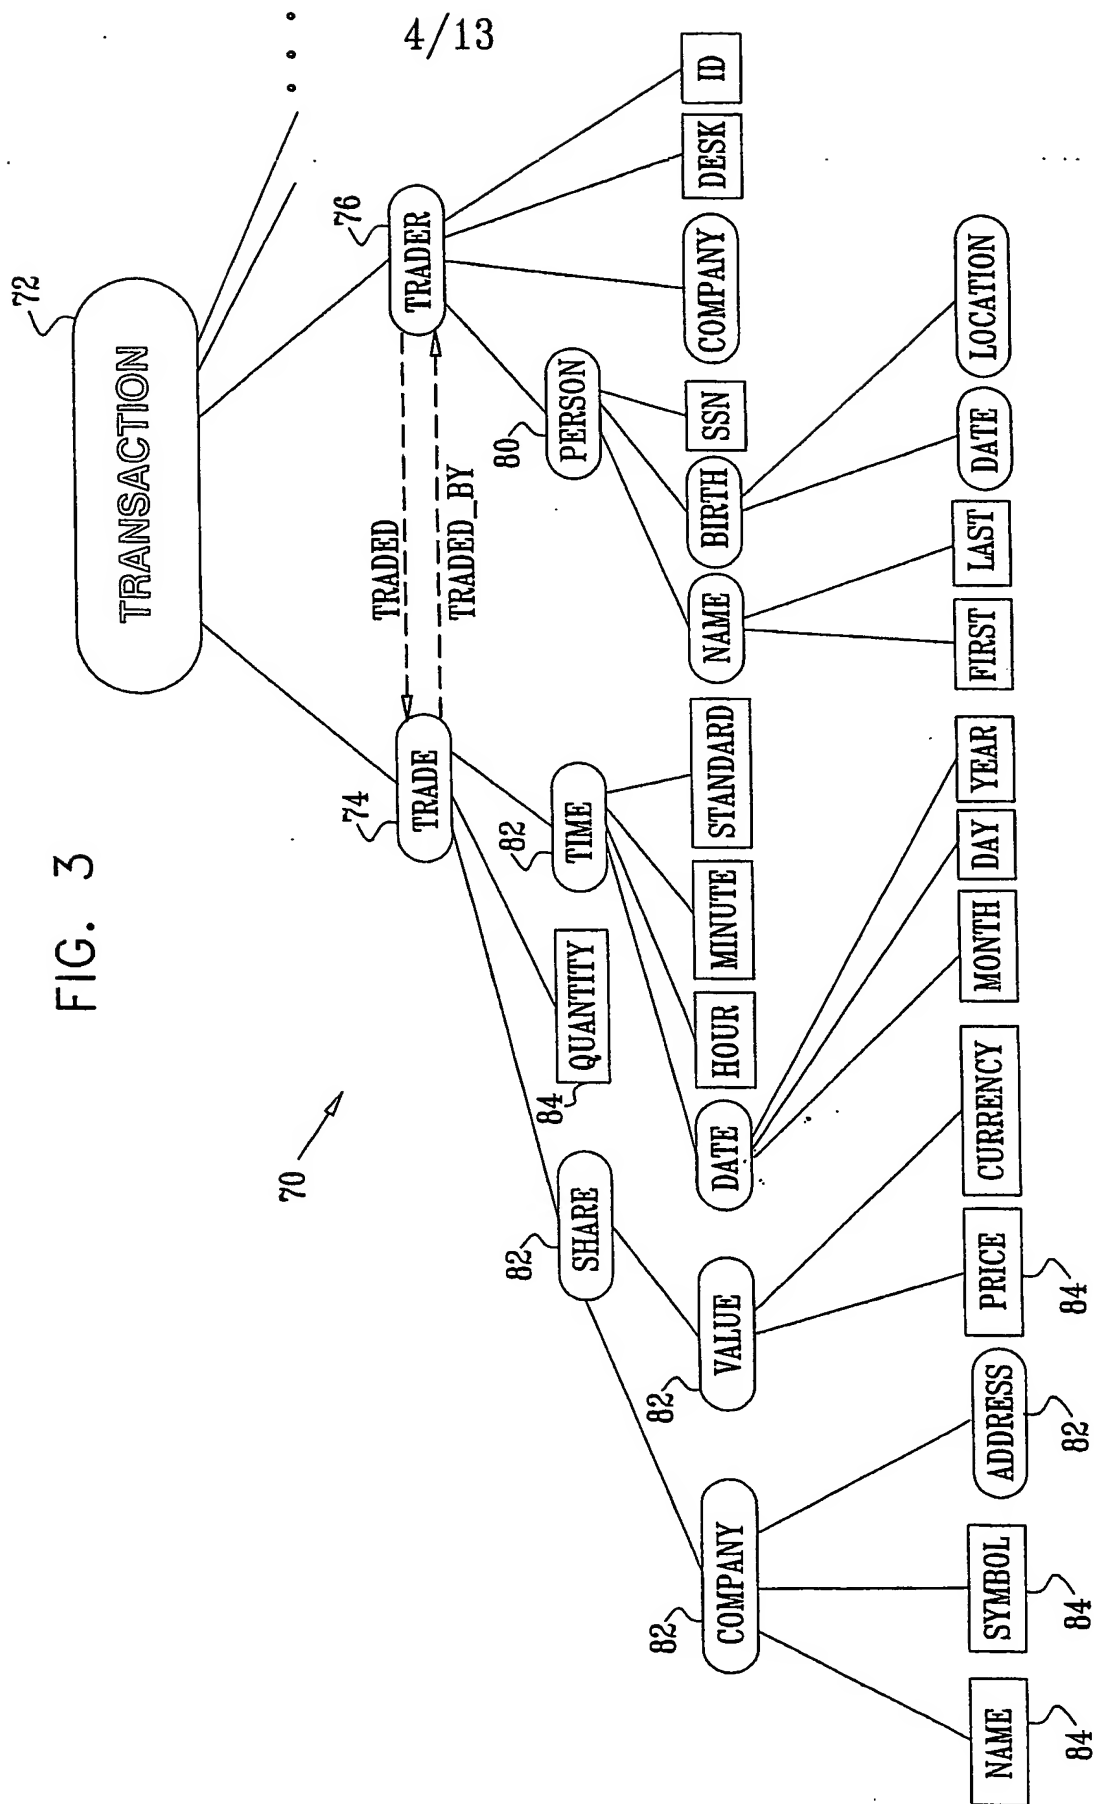 4/13
FIG. 3
70
TRANSACTION
72
TRADE
74
TRADED
TRADED_BY
TRADER
76
SHARE
82
QUANTITY
84
TIME
82
PERSON
80
COMPANY
82
VALUE
82
DATE
HOUR
MINUTE
STANDARD
NAME
BIRTH
SSN
COMPANY
DESK
ID
NAME
84
SYMBOL
84
ADDRESS
82
PRICE
84
CURRENCY
MONTH
DAY
YEAR
FIRST
LAST
DATE
LOCATION